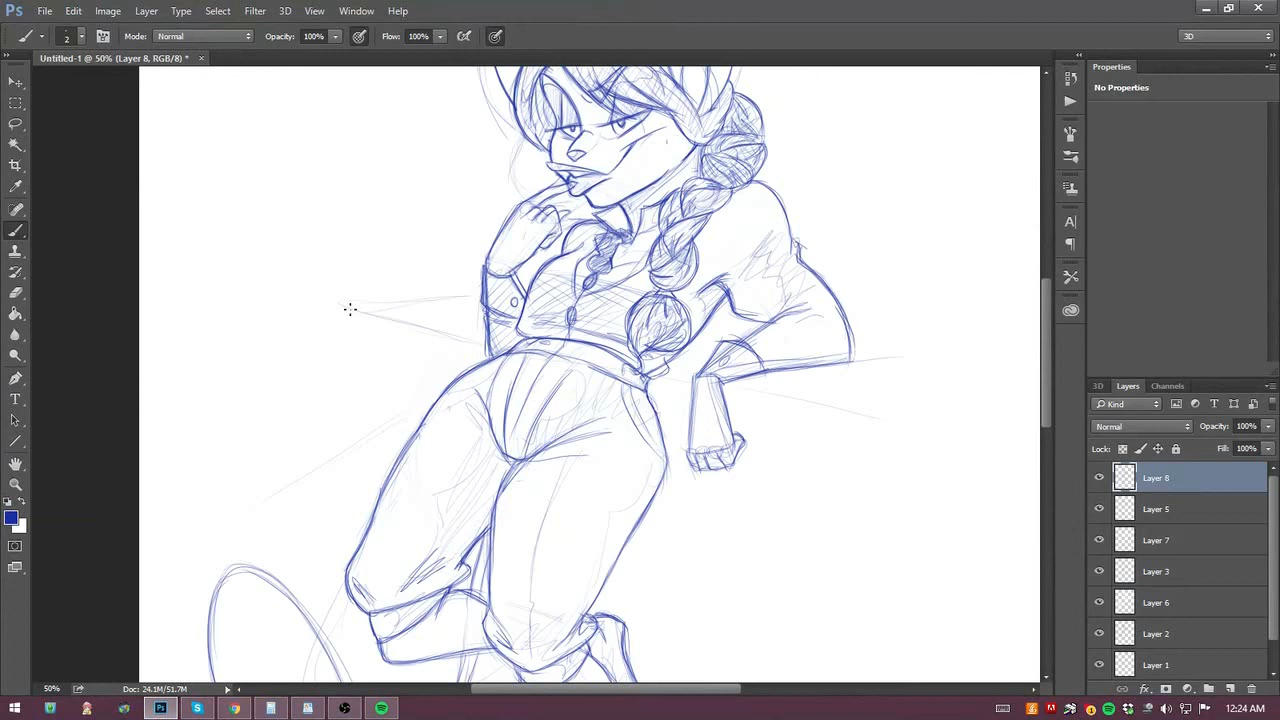 Ps File Edit Image Layer Type Select Filter 3D View Window Help
2 Mode: Normal Opacity: 100% Flow: 100% 3D
Untitled-1 @ 50% (Layer 8, RGB/8) *
Properties
No Properties
3D Layers Channels
Kind
Normal Opacity: 100%
Lock: Fill: 100%
Layer 8
Layer 5
Layer 7
Layer 3
Layer 6
Layer 2
Layer 1
50% Doc: 24.1M/51.7M
12:24 AM